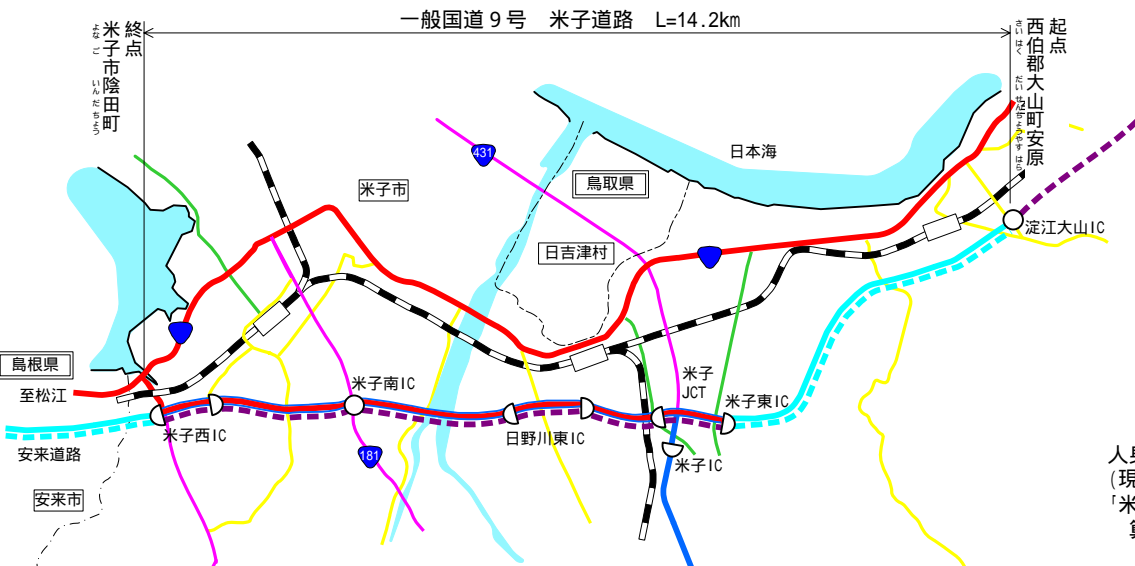 一般国道９号　米子道路　L=14.2km
起点
西伯郡大山町安原
さいはく　だいせんちょうやすはら
終点
米子市陰田町
よなご　いんだちょう
431
日本海
鳥取県
米子市
日吉津村
淀江大山IC
島根県
至松江
米子南IC
米子
JCT
米子東IC
米子西IC
日野川東IC
安来道路
181
米子IC
安来市
(現
｢米